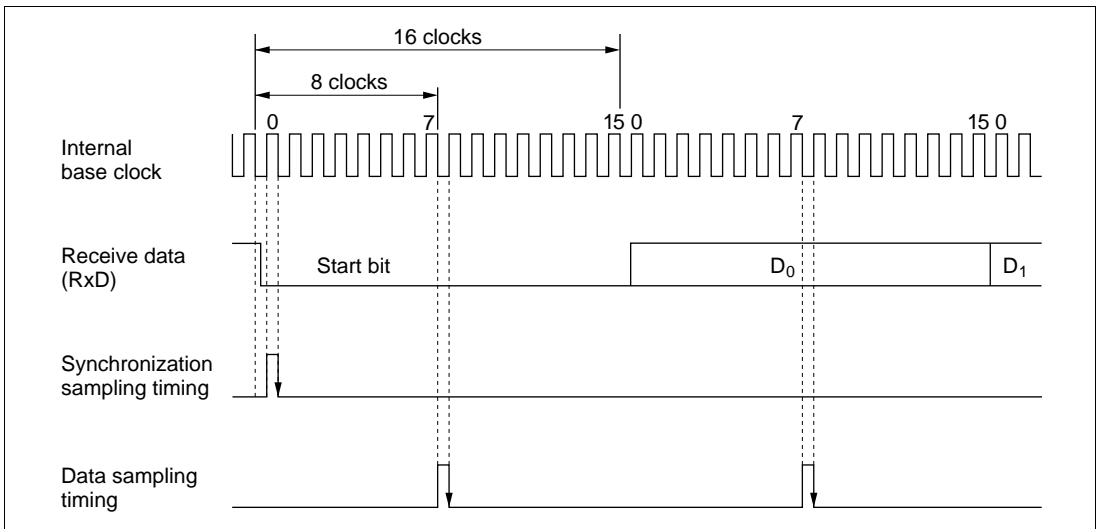 16 clocks
8 clocks
0 7 15 0 7 15 0
Internal
base clock
Receive data
(RxD)
Start bit D₀ D₁
Synchronization
sampling timing
Data sampling
timing